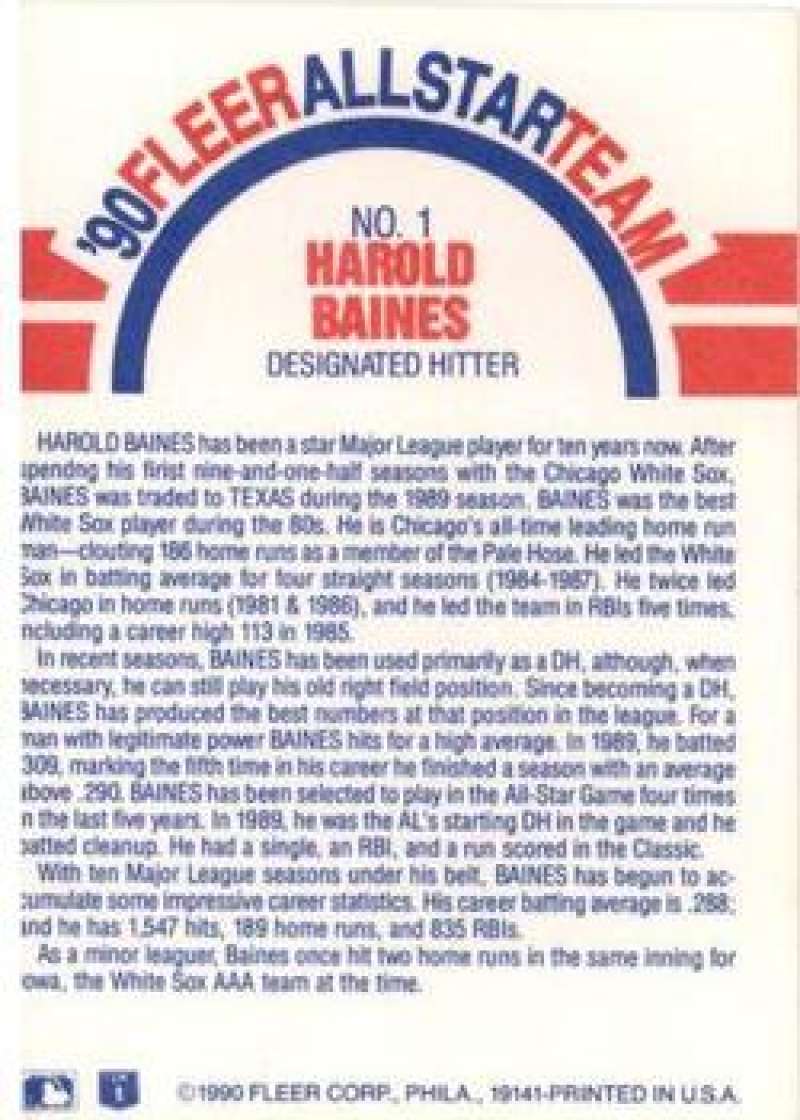 '90 FLEER ALL STAR TEAM
NO. 1
HAROLD
BAINES
DESIGNATED HITTER
HAROLD BAINES has been a star Major League player for ten years now. After
spendng his firist nine-and-one-half seasons with the Chicago White Sox,
BAINES was traded to TEXAS during the 1989 season. BAINES was the best
White Sox player during the 80s. He is Chicago's all-time leading home run
man—clouting 186 home runs as a member of the Pale Hose. He led the White
Sox in batting average for four straight seasons (1984-1987). He twice led
Chicago in home runs (1981 & 1986), and he led the team in RBIs five times,
ncluding a career high 113 in 1985.
In recent seasons, BAINES has been used primarily as a DH, although, when
necessary, he can still play his old right field position. Since becoming a DH,
BAINES has produced the best numbers at that position in the league. For a
man with legitimate power BAINES hits for a high average. In 1989, he batted
309, marking the fifth time in his career he finished a season with an average
above .290. BAINES has been selected to play in the All-Star Game four times
n the last five years. In 1989, he was the AL's starting DH in the game and he
batted cleanup. He had a single, an RBI, and a run scored in the Classic.
With ten Major League seasons under his belt, BAINES has begun to ac-
cumulate some impressive career statistics. His career batting average is .288;
and he has 1,547 hits, 189 home runs, and 835 RBIs.
As a minor leaguer, Baines once hit two home runs in the same inning for
owa, the White Sox AAA team at the time.
©1990 FLEER CORP., PHILA., 19141-PRINTED IN U.S.A.